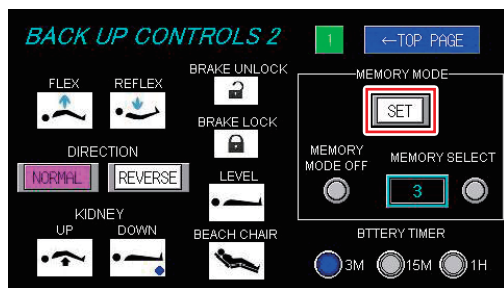 BACK UP CONTROLS 2
1
←TOP PAGE
FLEX
REFLEX
BRAKE UNLOCK
BRAKE LOCK
DIRECTION
NORMAL
REVERSE
LEVEL
KIDNEY
UP
DOWN
BEACH CHAIR
MEMORY MODE
SET
MEMORY
MODE OFF
MEMORY SELECT
3
BTTERY TIMER
3M
15M
1H